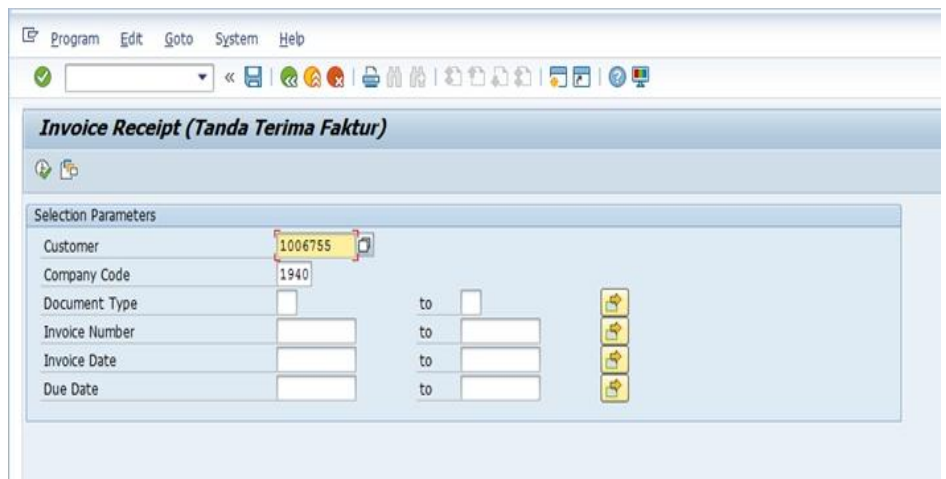 Program Edit Goto System Help
Invoice Receipt (Tanda Terima Faktur)
Selection Parameters
Customer 1006755
Company Code 1940
Document Type to
Invoice Number to
Invoice Date to
Due Date to